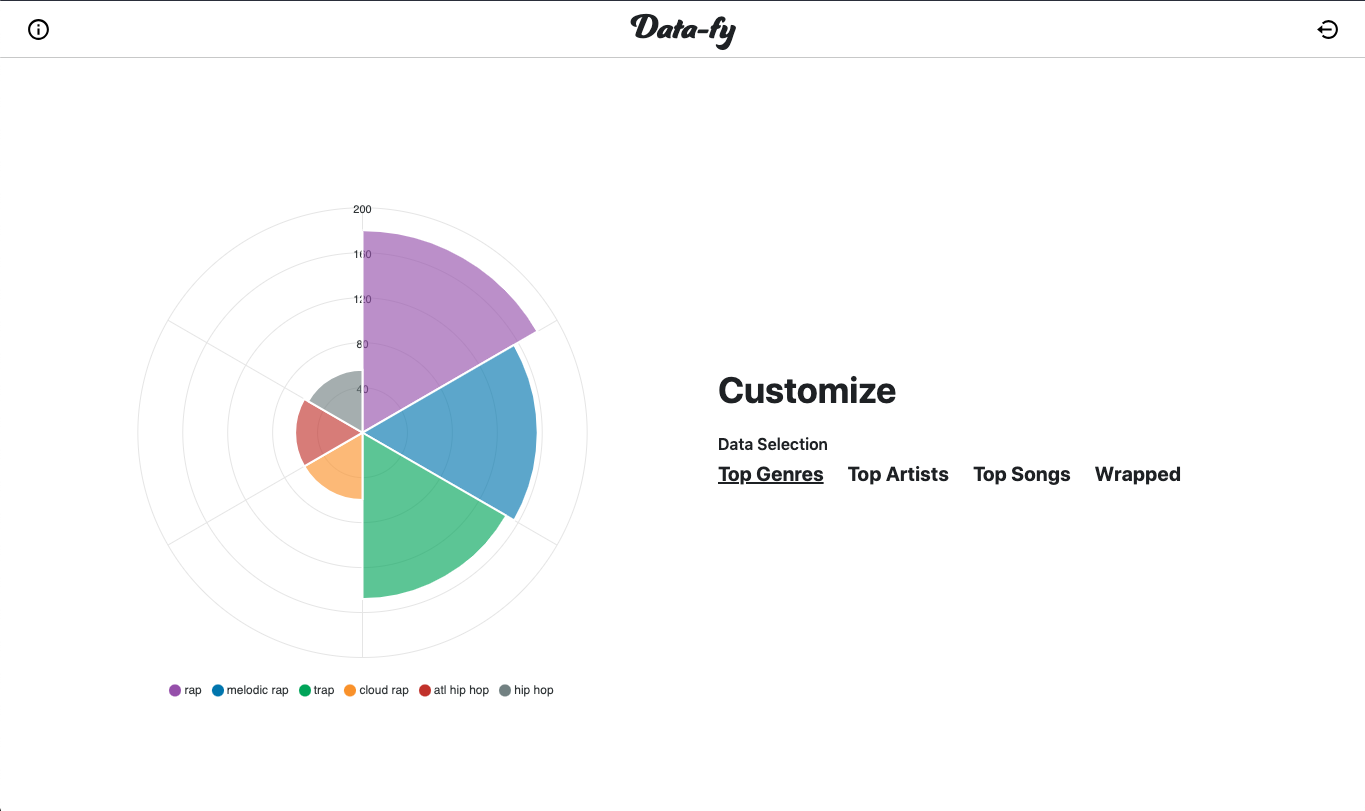 Data-fy
200
160
120
80
40
rap melodic rap trap cloud rap atl hip hop hip hop
Customize
Data Selection
Top Genres Top Artists Top Songs Wrapped